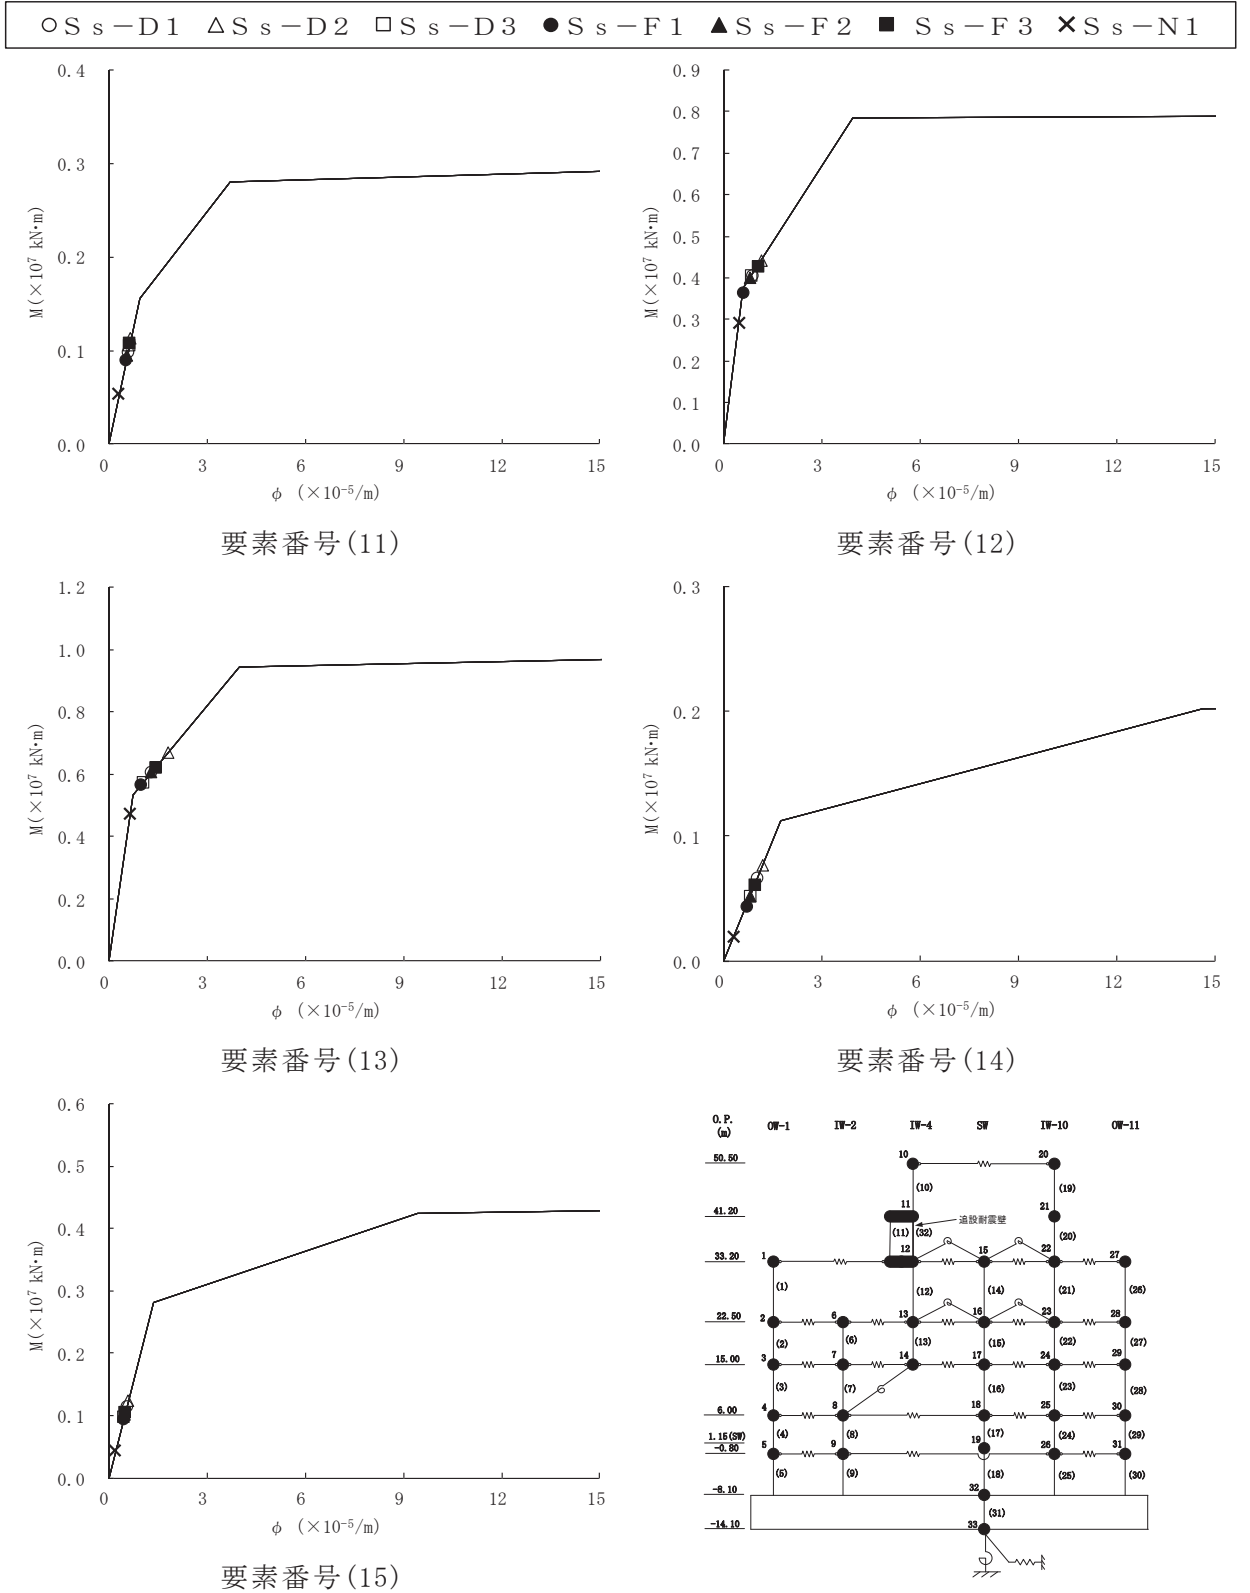 ○Ｓｓ－Ｄ１ △Ｓｓ－Ｄ２ □Ｓｓ－Ｄ３ ●Ｓｓ－Ｆ１ ▲Ｓｓ－Ｆ２ ■Ｓｓ－Ｆ３ ×Ｓｓ－Ｎ１
0.4
0.3
0.2
0.1
0.0
M(×10⁷ kN·m)
0 3 6 9 12 15
φ (×10⁻⁵/m)
要素番号(11)
0.9
0.8
0.7
0.6
0.5
0.4
0.3
0.2
0.1
0.0
M(×10⁷ kN·m)
0 3 6 9 12 15
φ (×10⁻⁵/m)
要素番号(12)
1.2
1.0
0.8
0.6
0.4
0.2
0.0
M(×10⁷ kN·m)
0 3 6 9 12 15
φ (×10⁻⁵/m)
要素番号(13)
0.3
0.2
0.1
0.0
M(×10⁷ kN·m)
0 3 6 9 12 15
φ (×10⁻⁵/m)
要素番号(14)
0.6
0.5
0.4
0.3
0.2
0.1
0.0
M(×10⁷ kN·m)
0 3 6 9 12 15
φ (×10⁻⁵/m)
要素番号(15)
O.P.
(m)
OW-1 IW-2 IW-4 SW IW-10 OW-11
50.50 10 20
(10) (19)
41.20 11 21
追設耐震壁
(11) (32) (20)
33.20 1 12 15 22 27
(1) (12) (14) (21) (26)
22.50 2 6 13 16 23 28
(2) (6) (13) (15) (22) (27)
15.00 3 7 14 17 24 29
(3) (7) (16) (23) (28)
6.00 4 8 18 25 30
(4) (8) (17) (24) (29)
1.15(SW) 19
-0.80 5 9 26 31
(5) (9) (18) (25) (30)
-8.10 32
(31)
-14.10 33